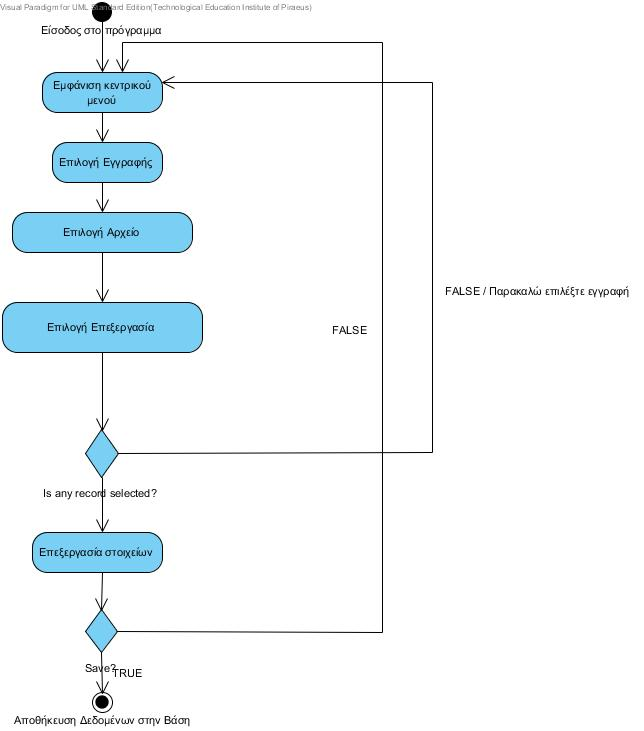 Visual Paradigm for UML Standard Edition(Technological Education Institute of Piraeus)
Είσοδος στο πρόγραμμα
Εμφάνιση κεντρικού
μενού
Επιλογή Εγγραφής
Επιλογή Αρχείο
FALSE / Παρακαλώ επιλέξτε εγγραφή
Επιλογή Επεξεργασία
FALSE
Is any record selected?
Επεξεργασία στοιχείων
Save?
TRUE
Αποθήκευση Δεδομένων στην Βάση